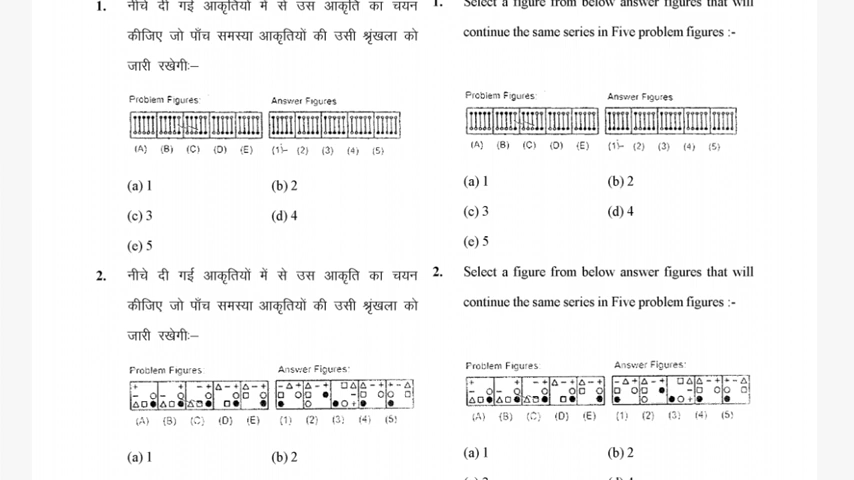 1. नीचे दी गई आकृतियों में से उस आकृति का चयन
कीजिए जो पाँच समस्या आकृतियों की उसी श्रृंखला को
जारी रखेगी:–
Problem Figures: Answer Figures
(A) (B) (C) (D) (E) (1) (2) (3) (4) (5)
(a) 1 (b) 2
(c) 3 (d) 4
(e) 5
2. नीचे दी गई आकृतियों में से उस आकृति का चयन
कीजिए जो पाँच समस्या आकृतियों की उसी श्रृंखला को
जारी रखेगी:–
Problem Figures: Answer Figures:
(A) (B) (C) (D) (E) (1) (2) (3) (4) (5)
(a) 1 (b) 2
1. Select a figure from below answer figures that will
continue the same series in Five problem figures :-
Problem Figures: Answer Figures
(A) (B) (C) (D) (E) (1) (2) (3) (4) (5)
(a) 1 (b) 2
(c) 3 (d) 4
(e) 5
2. Select a figure from below answer figures that will
continue the same series in Five problem figures :-
Problem Figures: Answer Figures:
(A) (B) (C) (D) (E) (1) (2) (3) (4) (5)
(a) 1 (b) 2